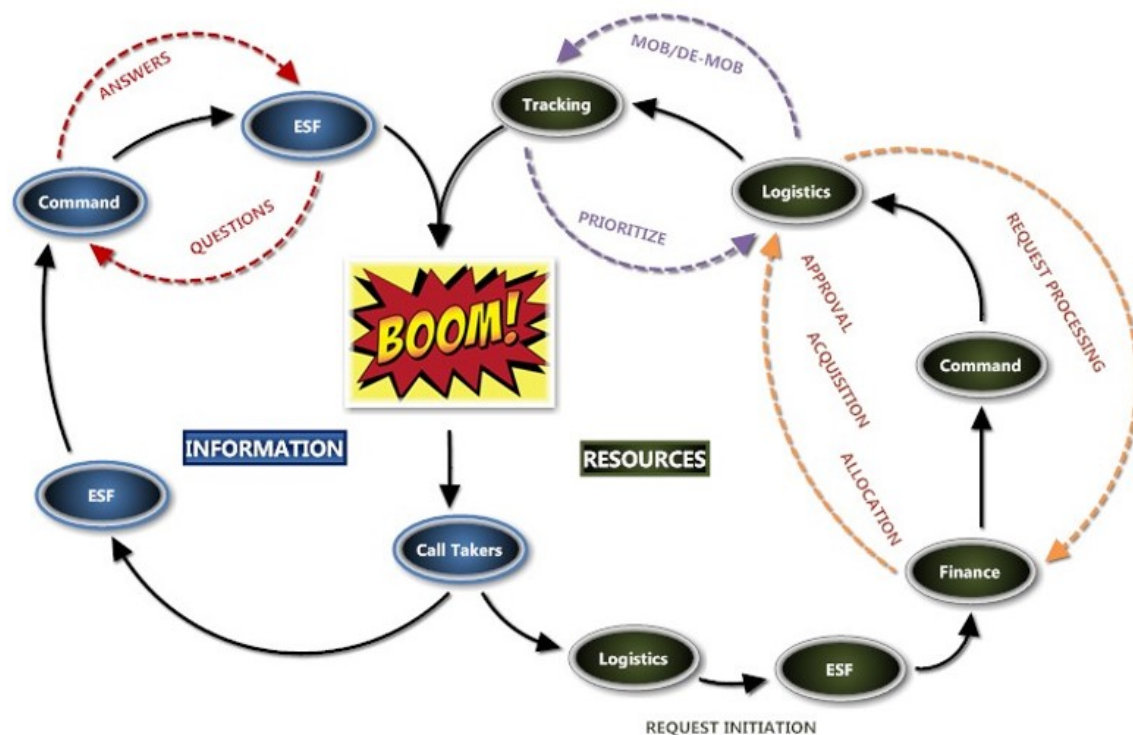 MOB/DE-MOB
ANSWERS
Tracking
ESF
Logistics
Command
PRIORITIZE
QUESTIONS
REQUEST PROCESSING
APPROVAL
BOOM!
ACQUISITION
Command
INFORMATION
RESOURCES
ALLOCATION
ESF
Call Takers
Finance
Logistics
ESF
REQUEST INITIATION